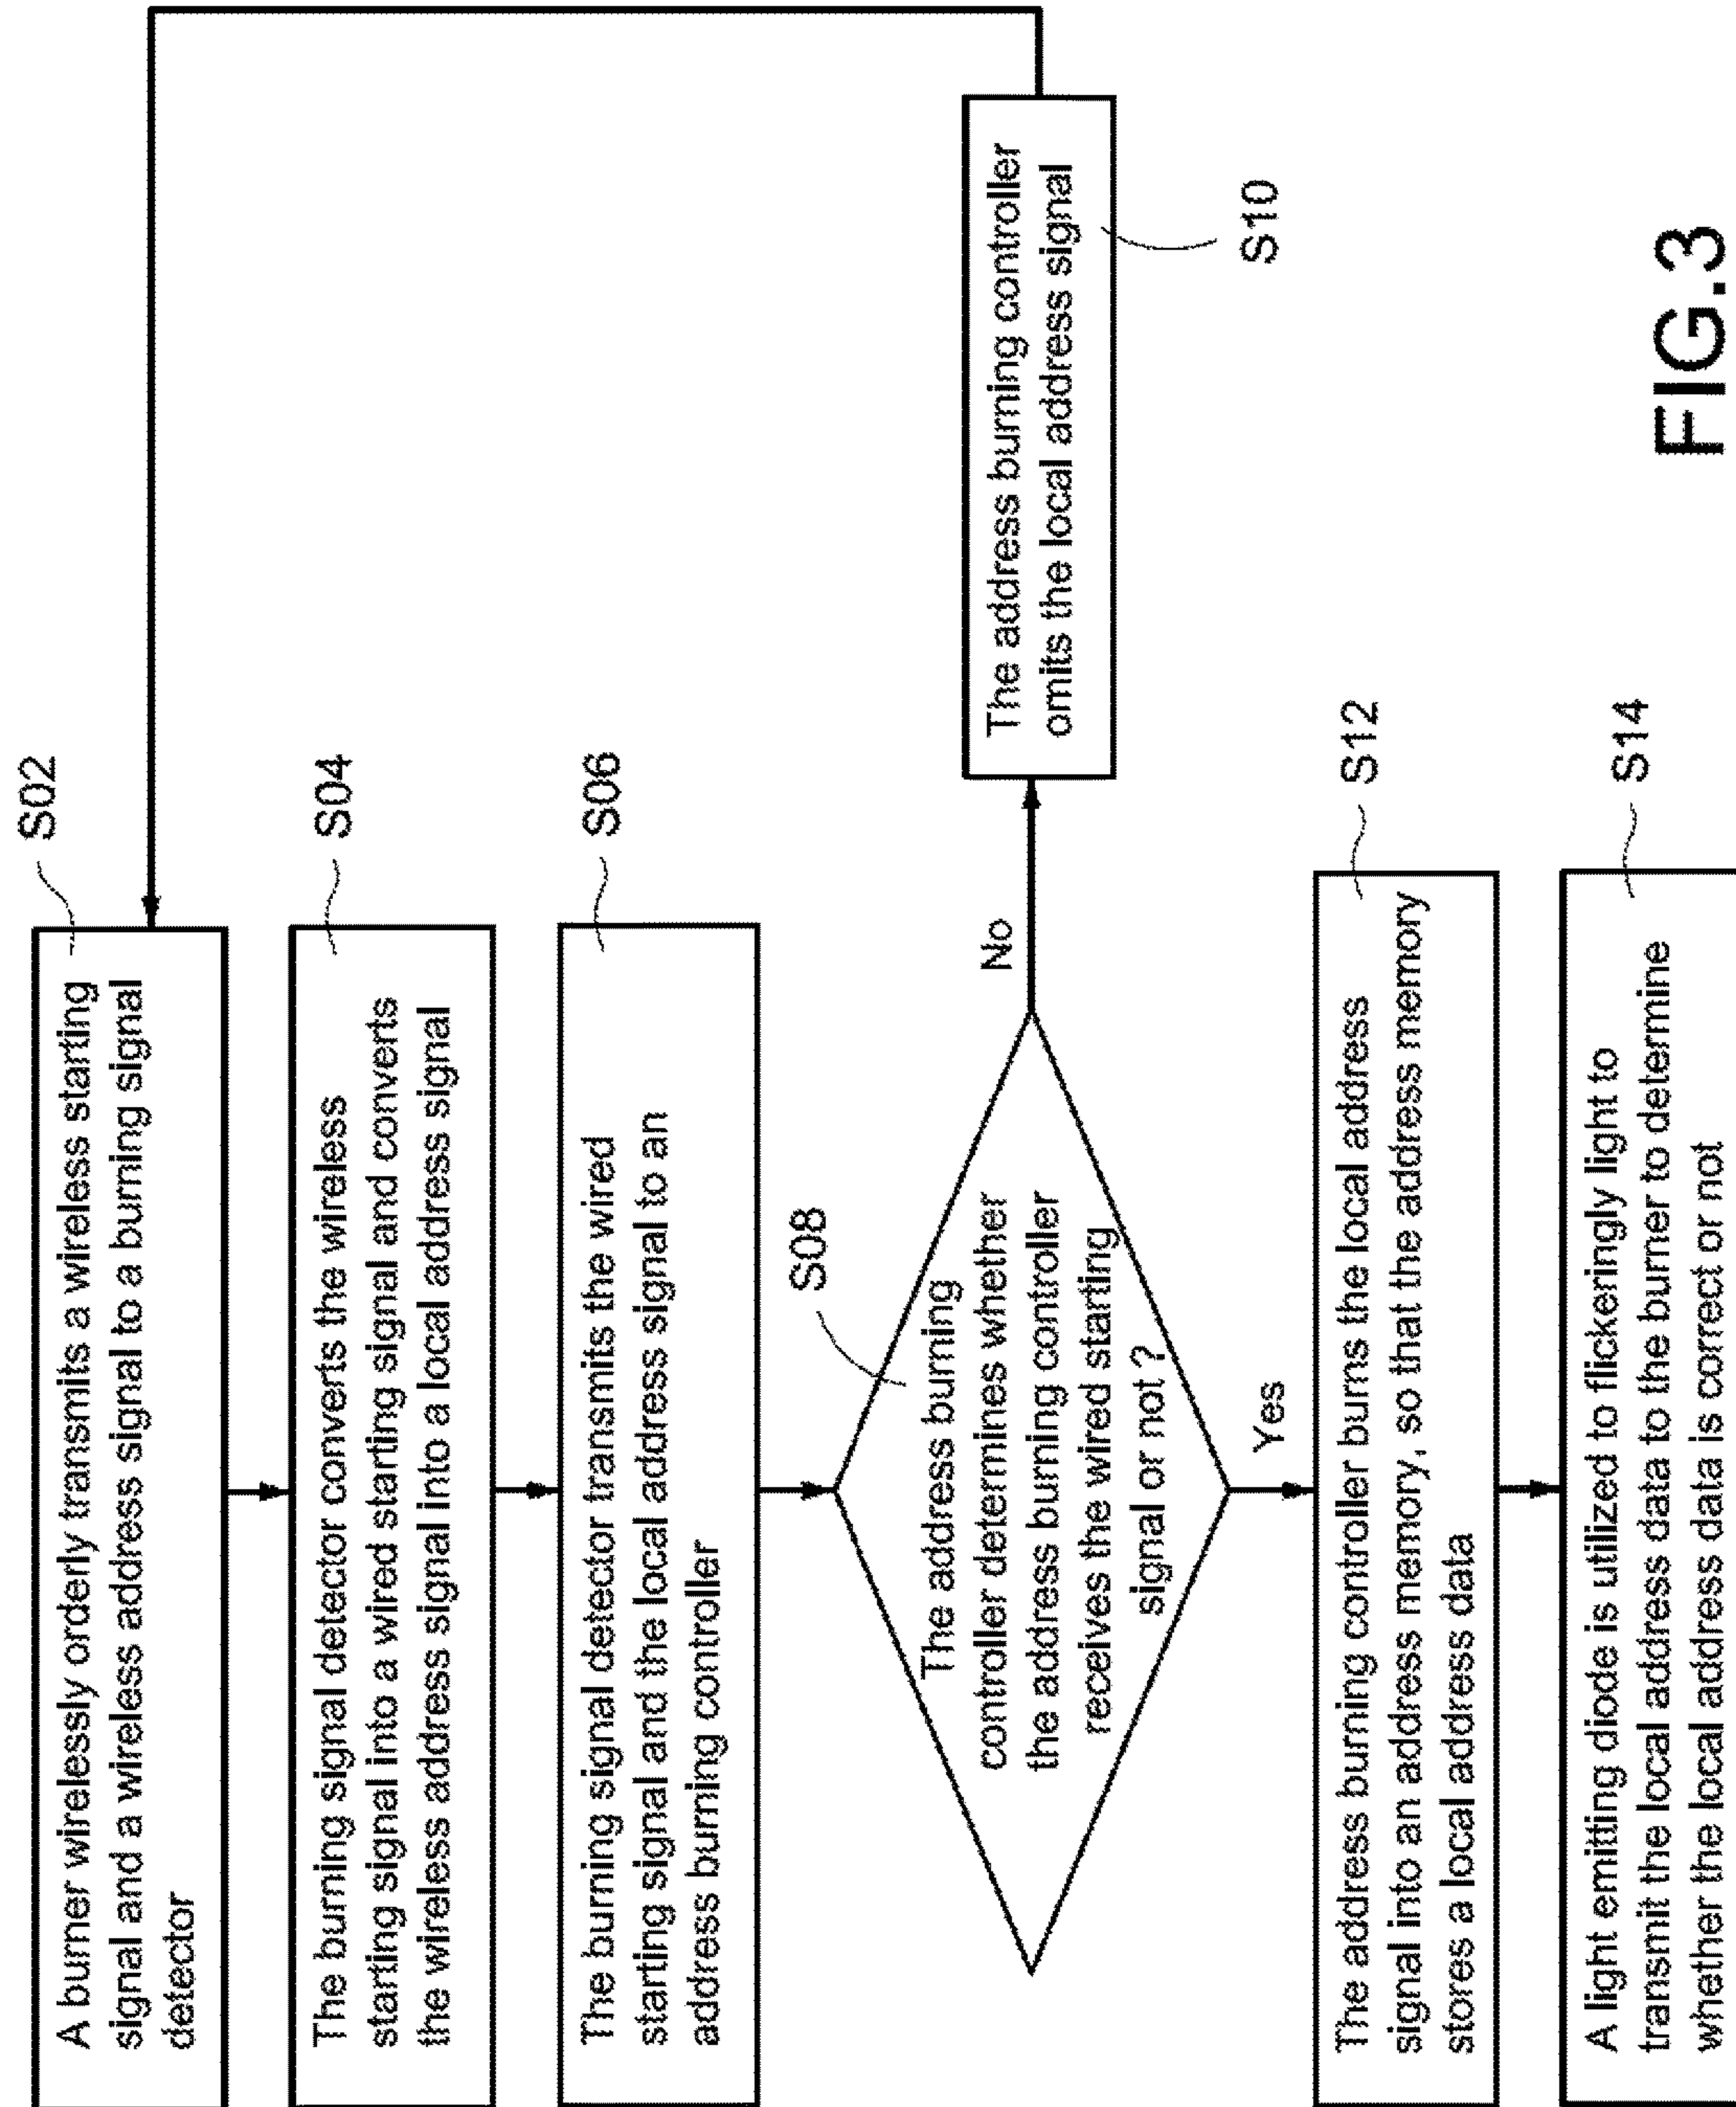 S02
A burner wirelessly orderly transmits a wireless starting
signal and a wireless address signal to a burning signal
detector
S04
The burning signal detector converts the wireless
starting signal into a wired starting signal and converts
the wireless address signal into a local address signal
S06
The burning signal detector transmits the wired
starting signal and the local address signal to an
address burning controller
S08
The address burning
controller determines whether
the address burning controller
receives the wired starting
signal or not ?
No
The address burning controller
omits the local address signal
S10
Yes
S12
The address burning controller burns the local address
signal into an address memory, so that the address memory
stores a local address data
S14
A light emitting diode is utilized to flickeringly light to
transmit the local address data to the burner to determine
whether the local address data is correct or not
FIG.3